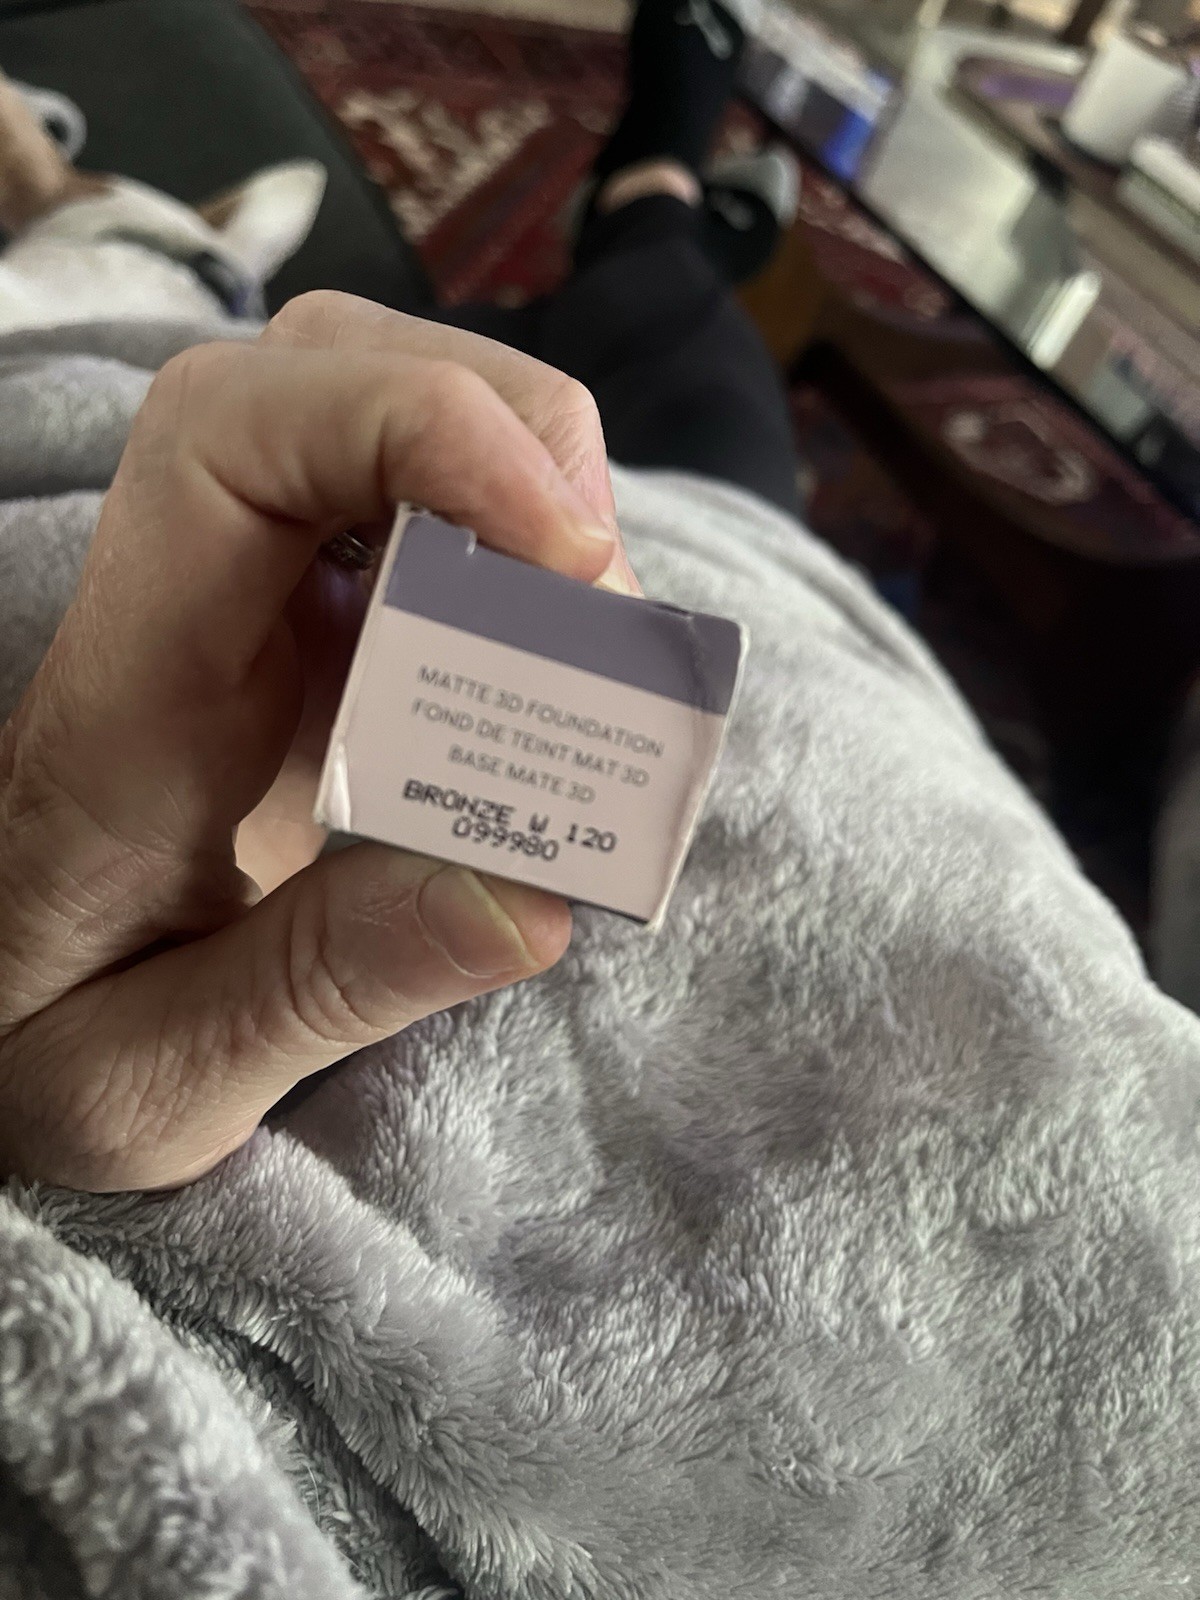 MATTE 3D FOUNDATION
FOND DE TEINT MAT 3D
BASE MATE 3D
BRONZE W 120
099980